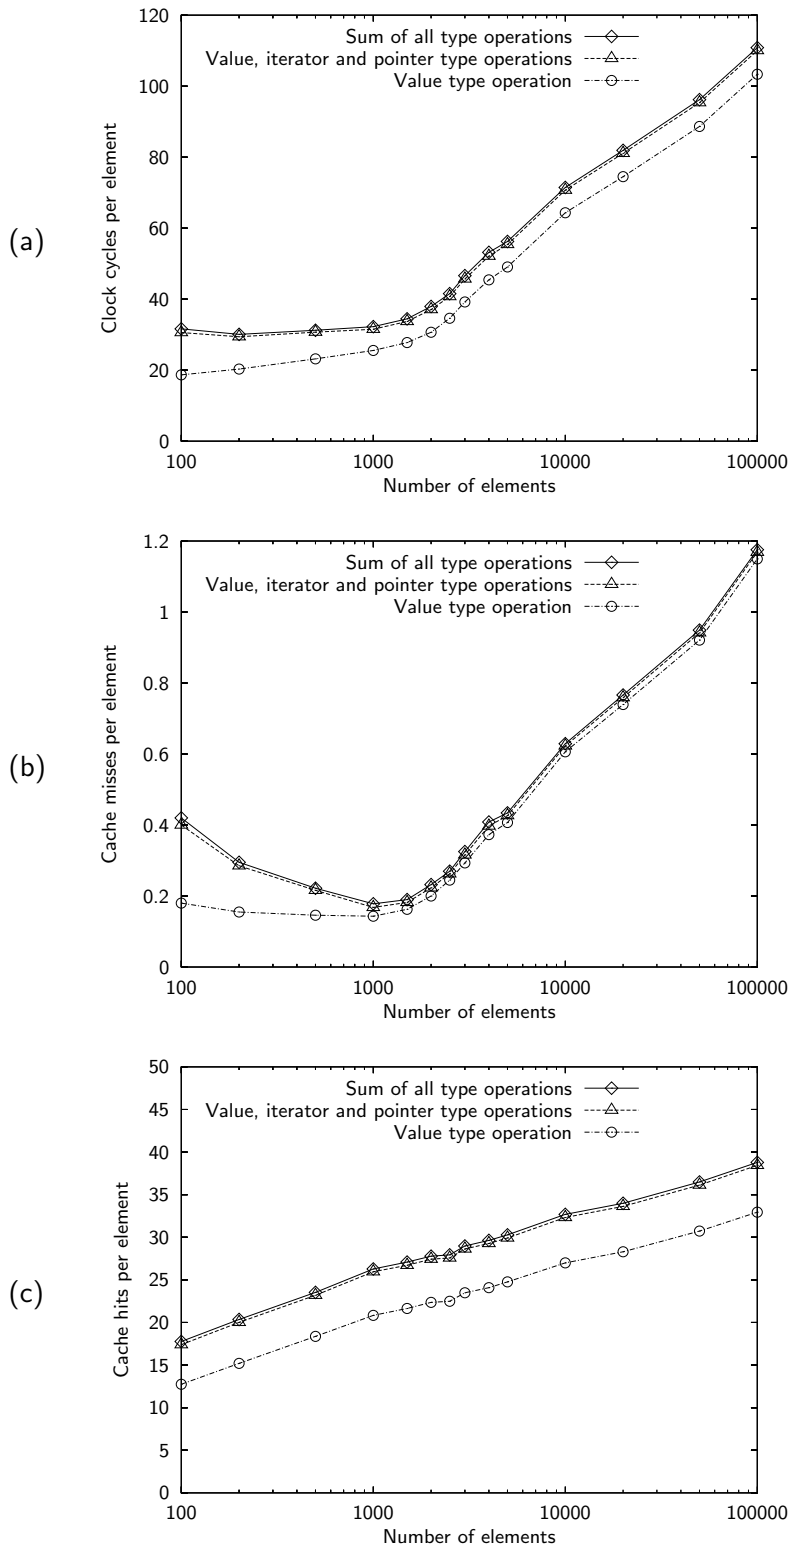 (a)
Clock cycles per element
120
100
80
60
40
20
0
Sum of all type operations
Value, iterator and pointer type operations
Value type operation
100
1000
10000
100000
Number of elements
(b)
Cache misses per element
1.2
1
0.8
0.6
0.4
0.2
0
Sum of all type operations
Value, iterator and pointer type operations
Value type operation
100
1000
10000
100000
Number of elements
(c)
Cache hits per element
50
45
40
35
30
25
20
15
10
5
0
Sum of all type operations
Value, iterator and pointer type operations
Value type operation
100
1000
10000
100000
Number of elements